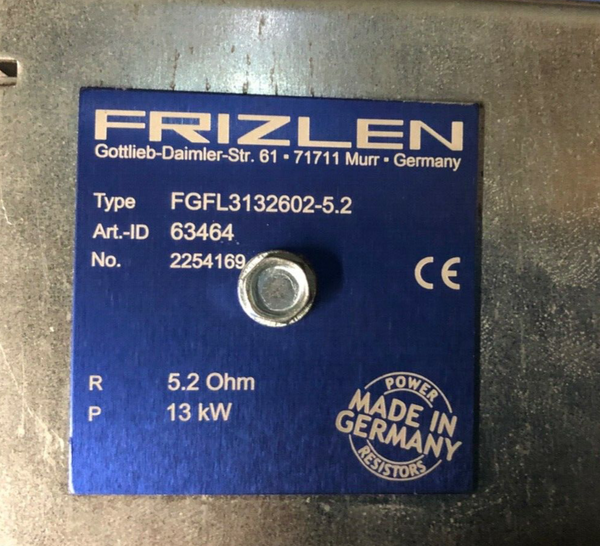 FRIZLEN
Gottlieb-Daimler-Str. 61 ▪ 71711 Murr ▪ Germany
Type FGFL3132602-5.2
Art.-ID 63464
No. 2254169
CE
R 5.2 Ohm
P 13 kW
POWER
MADE IN
GERMANY
RESISTORS